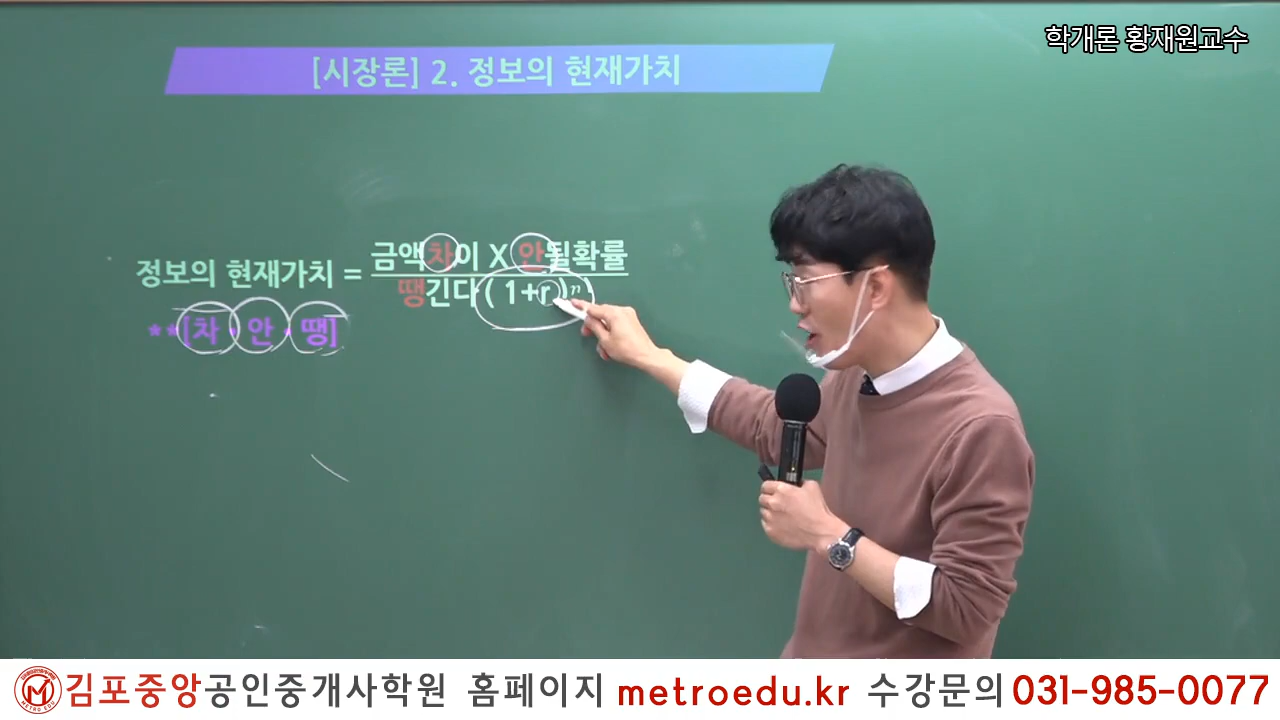 학개론 황재원교수
[시장론] 2. 정보의 현재가치
정보의 현재가치 = 금액차이 X 안될확률
땡긴다 ( 1+r )ⁿ
**[차·안·땡]
METRO EDU
김포중앙공인중개사학원 홈페이지 metroedu.kr 수강문의 031-985-0077